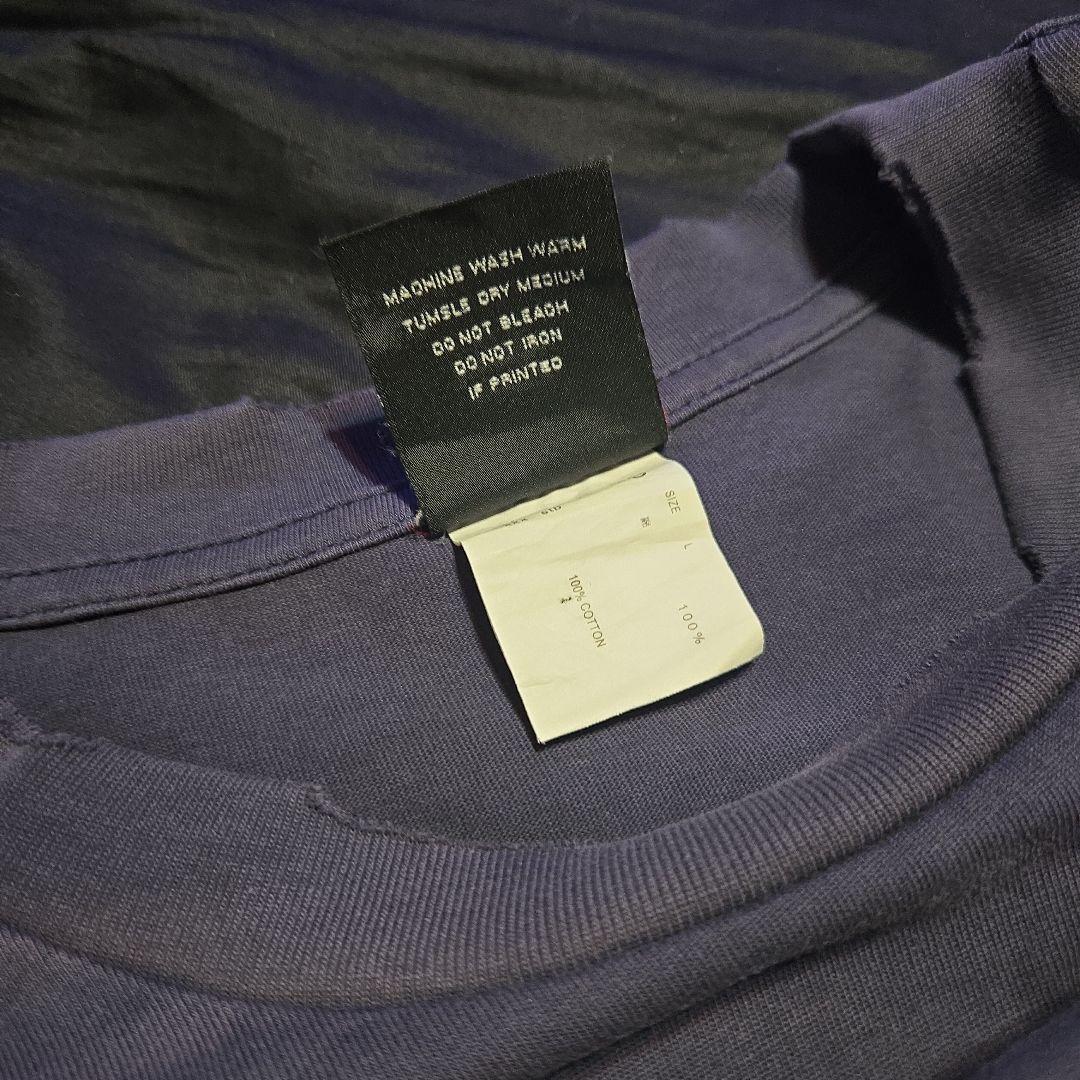 MACHINE WASH WARM
TUMBLE DRY MEDIUM
DO NOT BLEACH
DO NOT IRON
IF PRINTED
SIZE
L
100%
100% COTTON